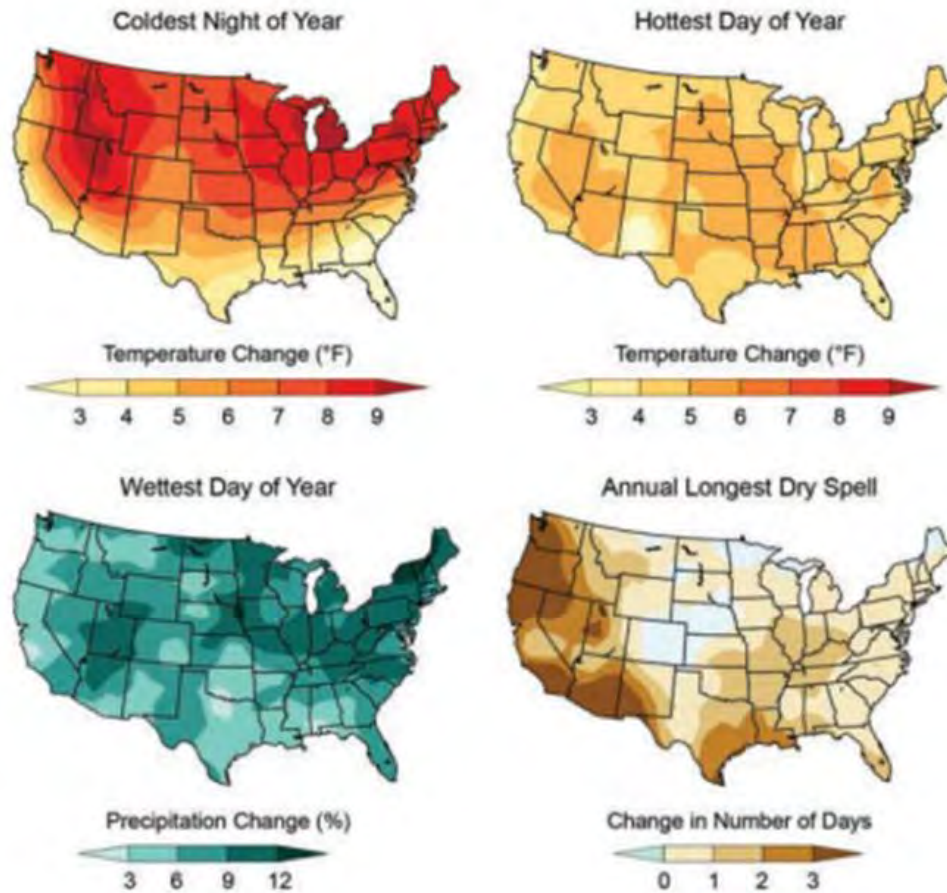 Coldest Night of Year
Hottest Day of Year
Temperature Change (°F)
3 4 5 6 7 8 9
Temperature Change (°F)
3 4 5 6 7 8 9
Wettest Day of Year
Annual Longest Dry Spell
Precipitation Change (%)
3 6 9 12
Change in Number of Days
0 1 2 3